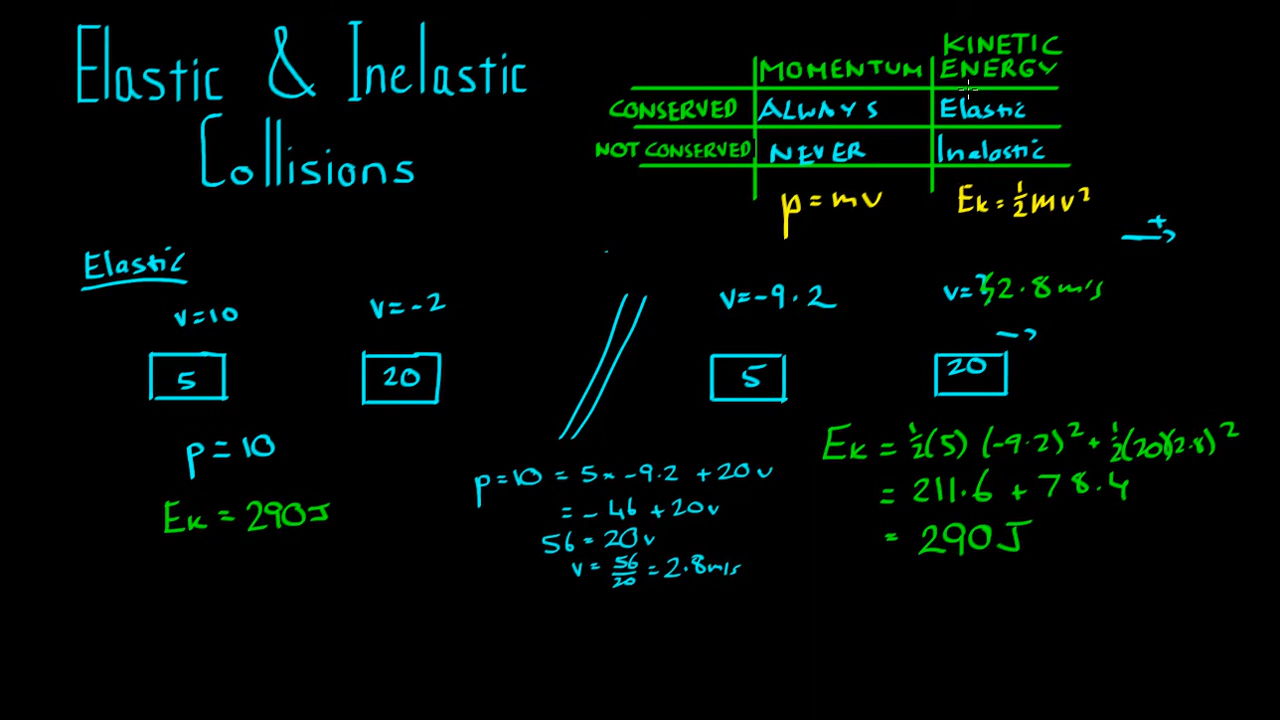 Elastic & Inelastic
Collisions
MOMENTUM KINETIC ENERGY
CONSERVED ALWAYS Elastic
NOT CONSERVED NEVER Inelastic
p = mv Ek = ½mv²
+
Elastic
v=10 v=-2 v=-9.2 v=2.8m/s
5 20 5 20
p = 10
Ek = 290J
p=10 = 5x -9.2 +20v
= -46 +20v
56 = 20v
v = 56/20 = 2.8m/s
Ek = ½(5) (-9.2)² + ½(20)(2.8)²
= 211.6 + 78.4
= 290J